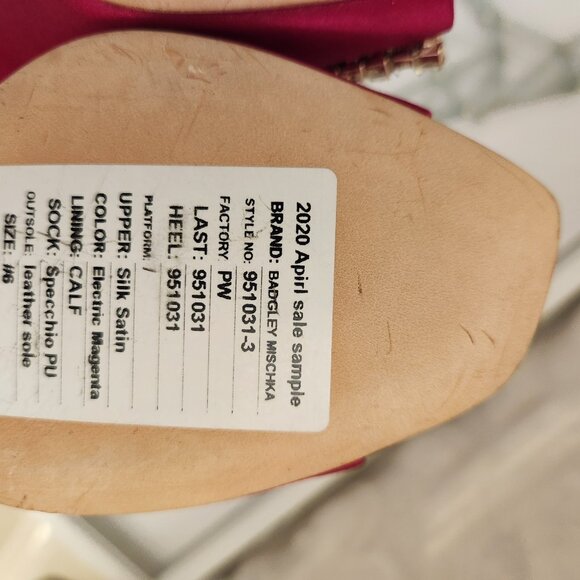 2020 Apirl sale sample
BRAND: BADGLEY MISCHKA
STYLE NO: 951031-3
FACTORY PW
LAST: 951031
HEEL: 951031
PLATFORM: /
UPPER: Silk Satin
COLOR: Electric Magenta
LINING: CALF
SOCK: Specchio PU
OUTSOLE: leather sole
SIZE: #6